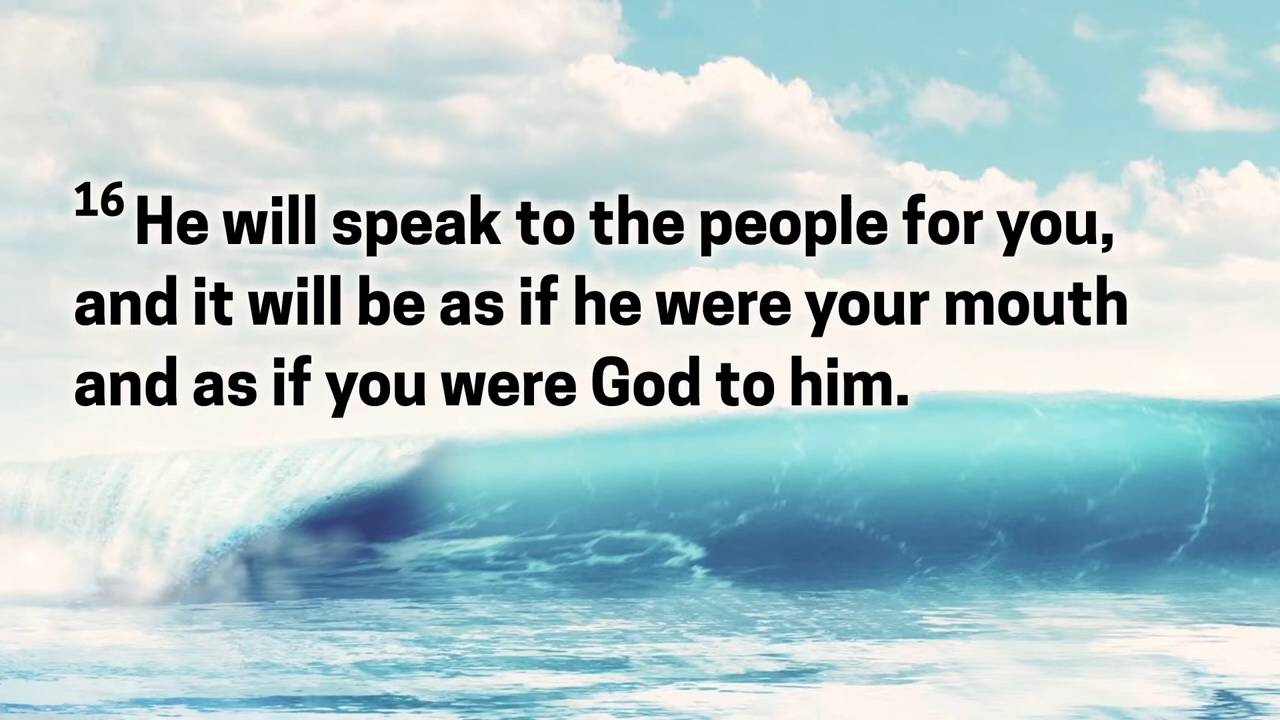 16 He will speak to the people for you,
and it will be as if he were your mouth
and as if you were God to him.